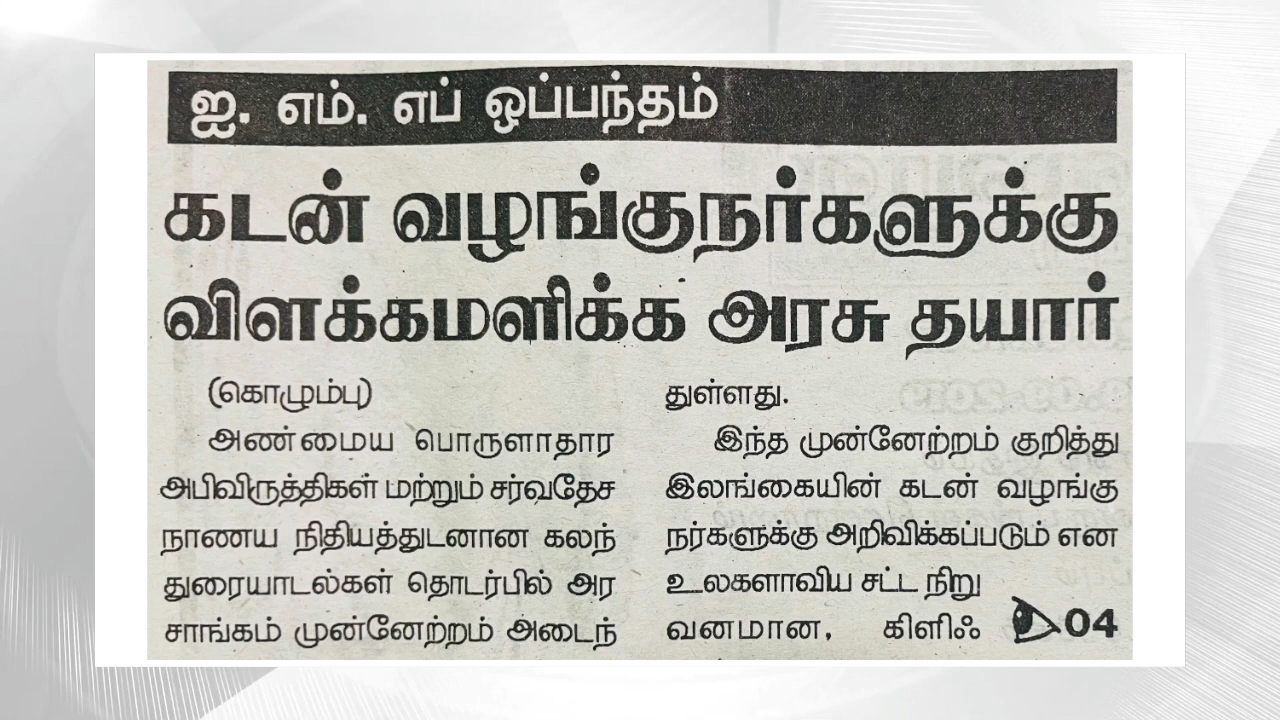 ஐ. எம். எப் ஒப்பந்தம்
கடன் வழங்குநர்களுக்கு
விளக்கமளிக்க அரசு தயார்
(கொழும்பு)
அண்மைய பொருளாதார
அபிவிருத்திகள் மற்றும் சர்வதேச
நாணய நிதியத்துடனான கலந்
துரையாடல்கள் தொடர்பில் அர
சாங்கம் முன்னேற்றம் அடைந்
துள்ளது.
இந்த முன்னேற்றம் குறித்து
இலங்கையின் கடன் வழங்கு
நர்களுக்கு அறிவிக்கப்படும் என
உலகளாவிய சட்ட நிறு
வனமான, கிளிஃ 04